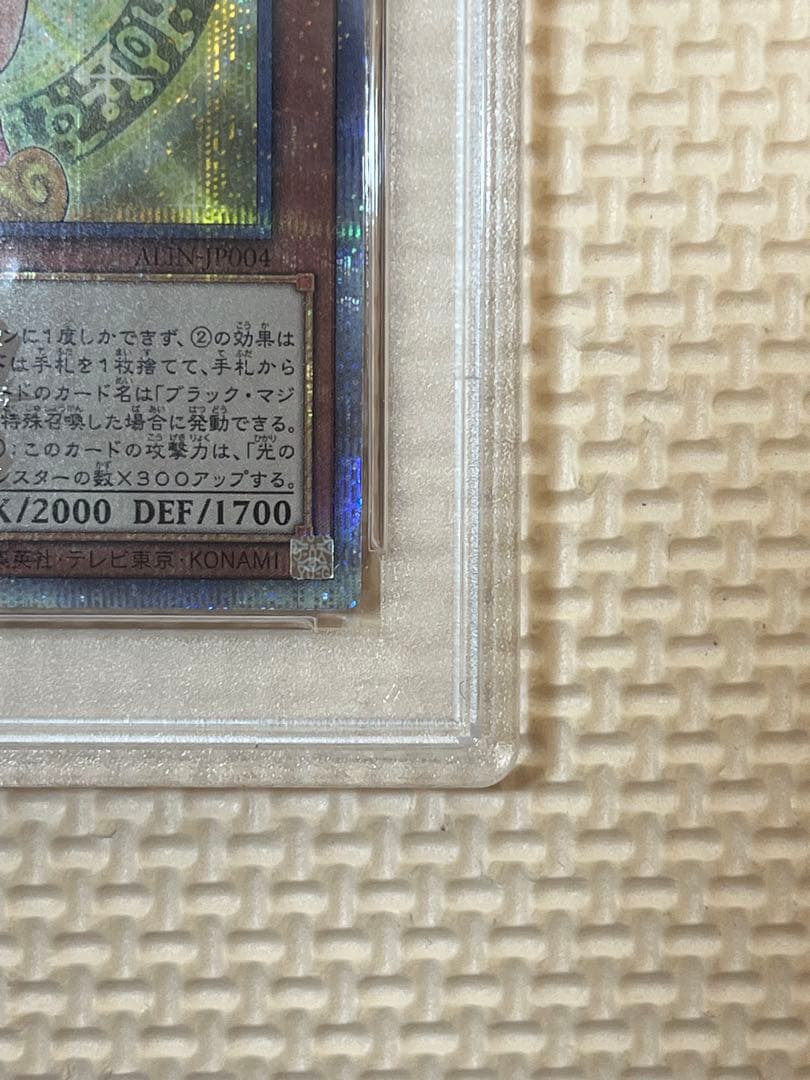 ALIN-JP004
ンに1度しかできず、②の効果は
は手札を1枚捨てて、手札から
ードのカード名は「ブラック・マジ
特殊召喚した場合に発動できる。
:このカードの攻撃力は、「光の
ンスターの数×300アップする。
K/2000 DEF/1700
英社・テレビ東京・KONAMI